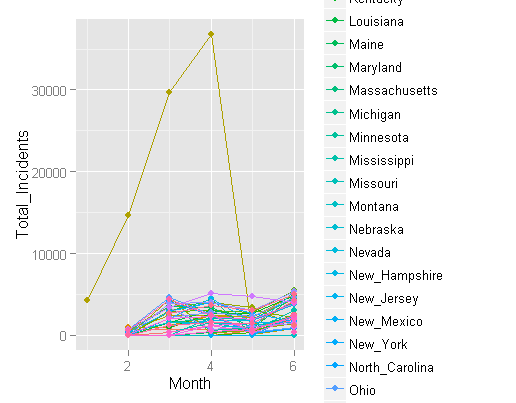 Kentucky
Louisiana
Maine
Maryland
Massachusetts
Michigan
Minnesota
Mississippi
Missouri
Montana
Nebraska
Nevada
New_Hampshire
New_Jersey
New_Mexico
New_York
North_Carolina
Ohio
Total_Incidents
30000
20000
10000
0
2
4
6
Month